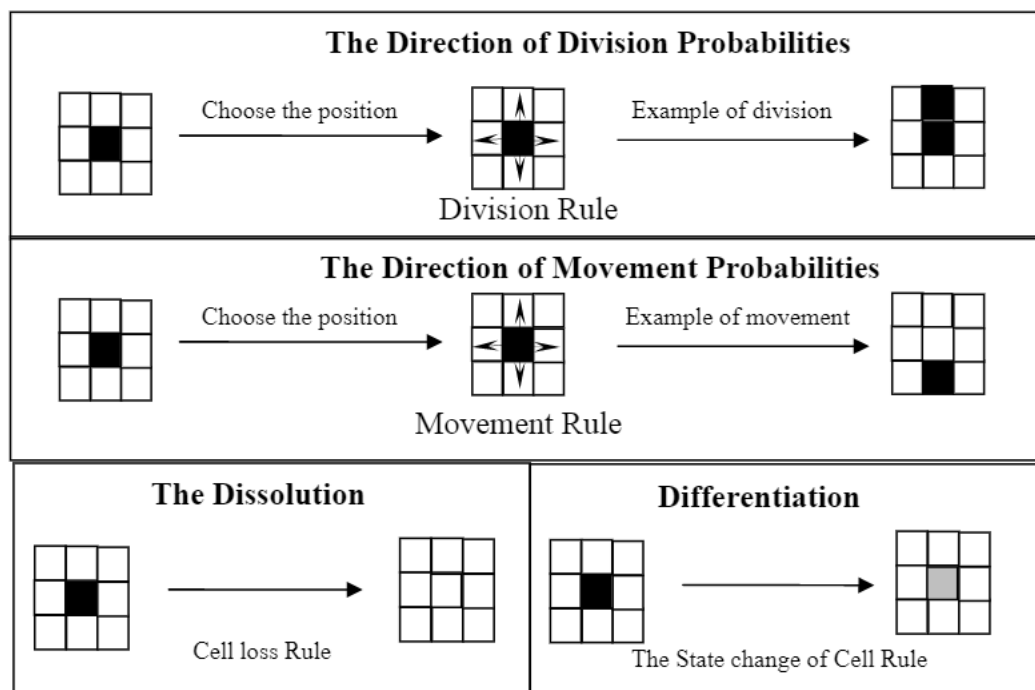 The Direction of Division Probabilities
Choose the position
Example of division
Division Rule
The Direction of Movement Probabilities
Choose the position
Example of movement
Movement Rule
The Dissolution
Cell loss Rule
Differentiation
The State change of Cell Rule